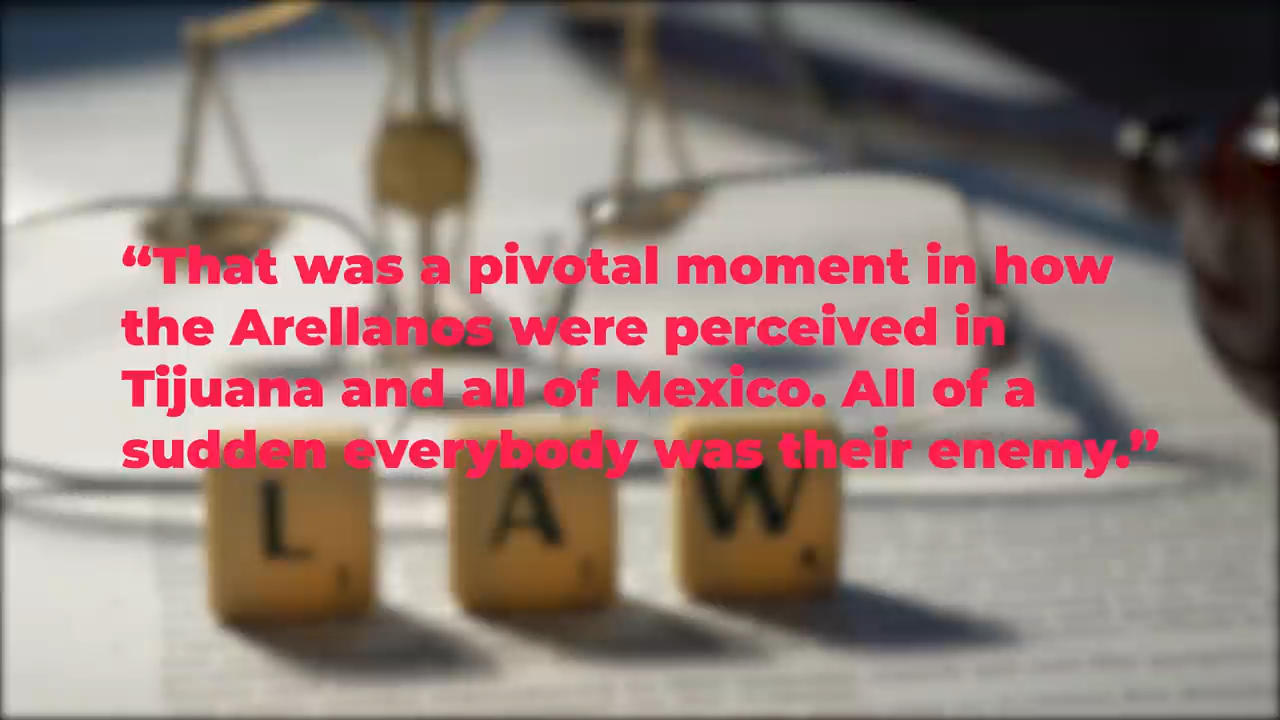 “That was a pivotal moment in how
the Arellanos were perceived in
Tijuana and all of Mexico. All of a
sudden everybody was their enemy.”
L A W